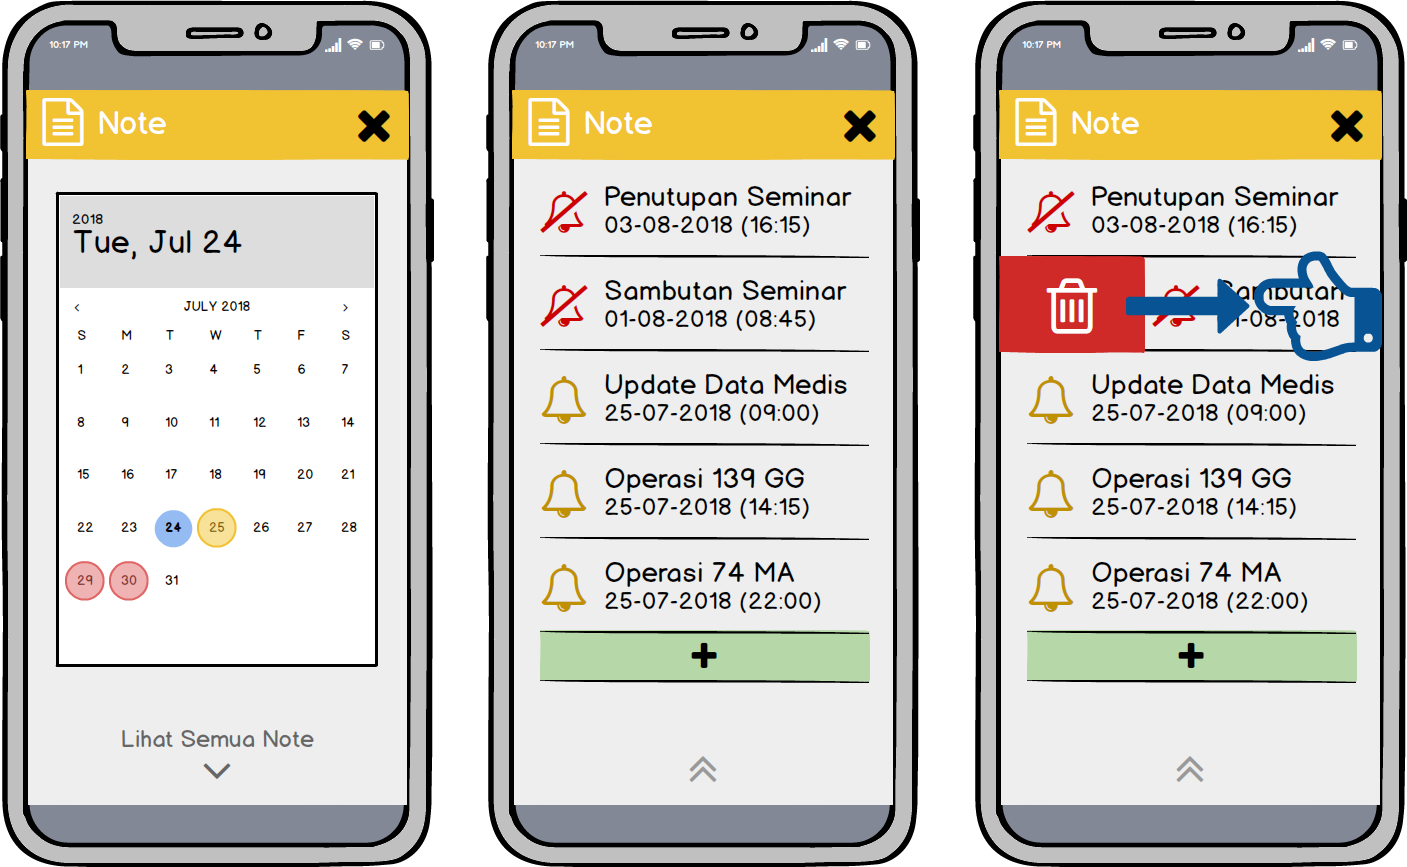 10:17 PM
Note
2018
Tue, Jul 24
< JULY 2018 >
S M T W T F S
1 2 3 4 5 6 7
8 9 10 11 12 13 14
15 16 17 18 19 20 21
22 23 24 25 26 27 28
29 30 31
Lihat Semua Note
10:17 PM
Note
Penutupan Seminar
03-08-2018 (16:15)
Sambutan Seminar
01-08-2018 (08:45)
Update Data Medis
25-07-2018 (09:00)
Operasi 139 GG
25-07-2018 (14:15)
Operasi 74 MA
25-07-2018 (22:00)
+
10:17 PM
Note
Penutupan Seminar
03-08-2018 (16:15)
Sambutan
1-08-2018
Update Data Medis
25-07-2018 (09:00)
Operasi 139 GG
25-07-2018 (14:15)
Operasi 74 MA
25-07-2018 (22:00)
+